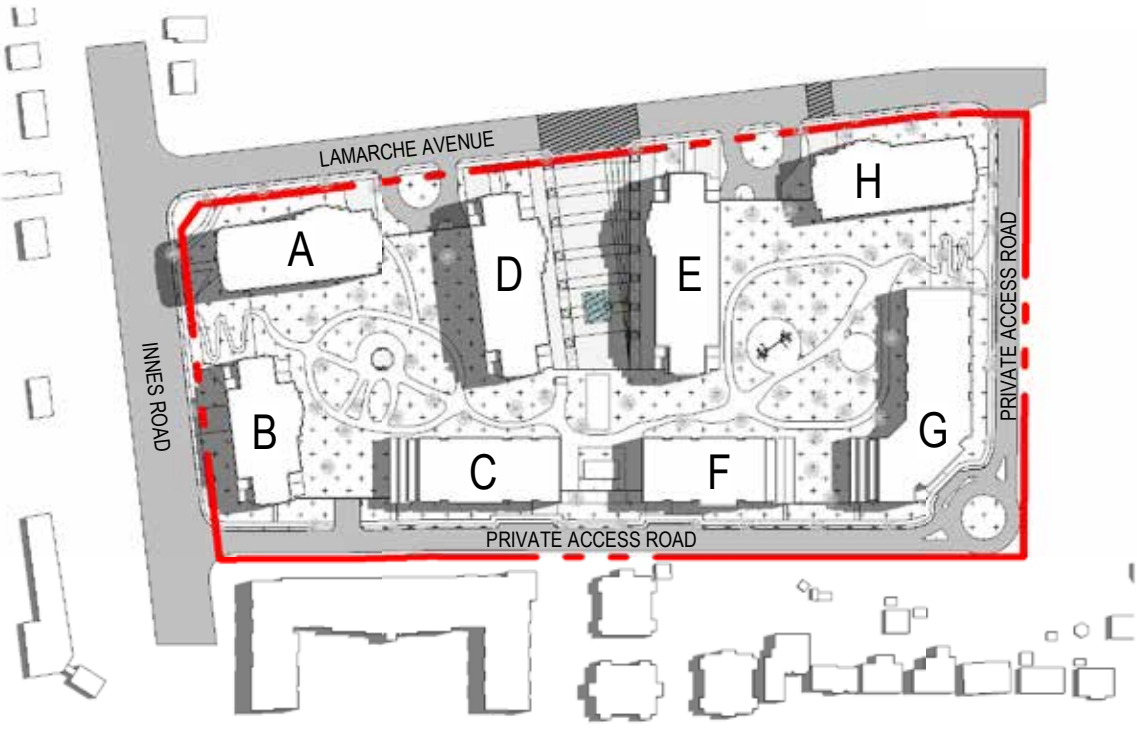 LAMARCHE AVENUE
H
A
D
E
PRIVATE ACCESS ROAD
INNES ROAD
B
G
C
F
PRIVATE ACCESS ROAD